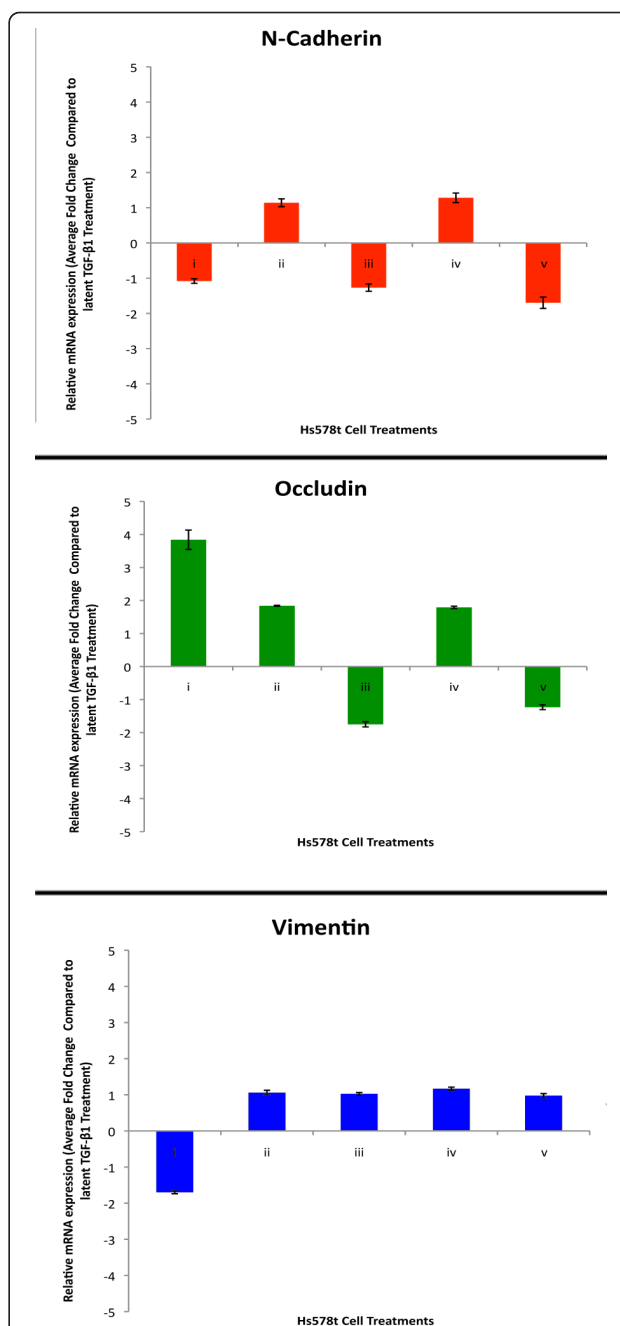 N-Cadherin
Relative mRNA expression (Average Fold Change Compared to
latent TGF-β1 Treatment)
5
4
3
2
1
0
-1
-2
-3
-4
-5
i
ii
iii
iv
v
Hs578t Cell Treatments
Occludin
Relative mRNA expression (Average Fold Change Compared to
latent TGF-β1 Treatment)
5
4
3
2
1
0
-1
-2
-3
-4
-5
i
ii
iii
iv
v
Hs578t Cell Treatments
Vimentin
Relative mRNA expression (Average Fold Change Compared to
latent TGF-β1 Treatment)
5
4
3
2
1
0
-1
-2
-3
-4
-5
i
ii
iii
iv
v
Hs578t Cell Treatments